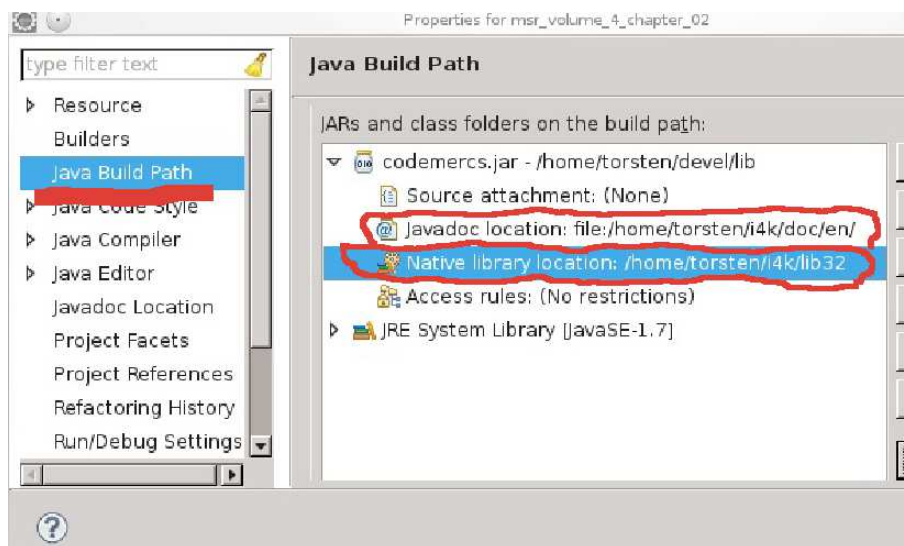 Properties for msr_volume_4_chapter_02
type filter text
Resource
Builders
Java Build Path
Java Code Style
Java Compiler
Java Editor
Javadoc Location
Project Facets
Project References
Refactoring History
Run/Debug Settings
Java Build Path
JARs and class folders on the build path:
codemercs.jar - /home/torsten/devel/lib
Source attachment: (None)
Javadoc location: file:/home/torsten/i4k/doc/en/
Native library location: /home/torsten/i4k/lib32
Access rules: (No restrictions)
JRE System Library [JavaSE-1.7]